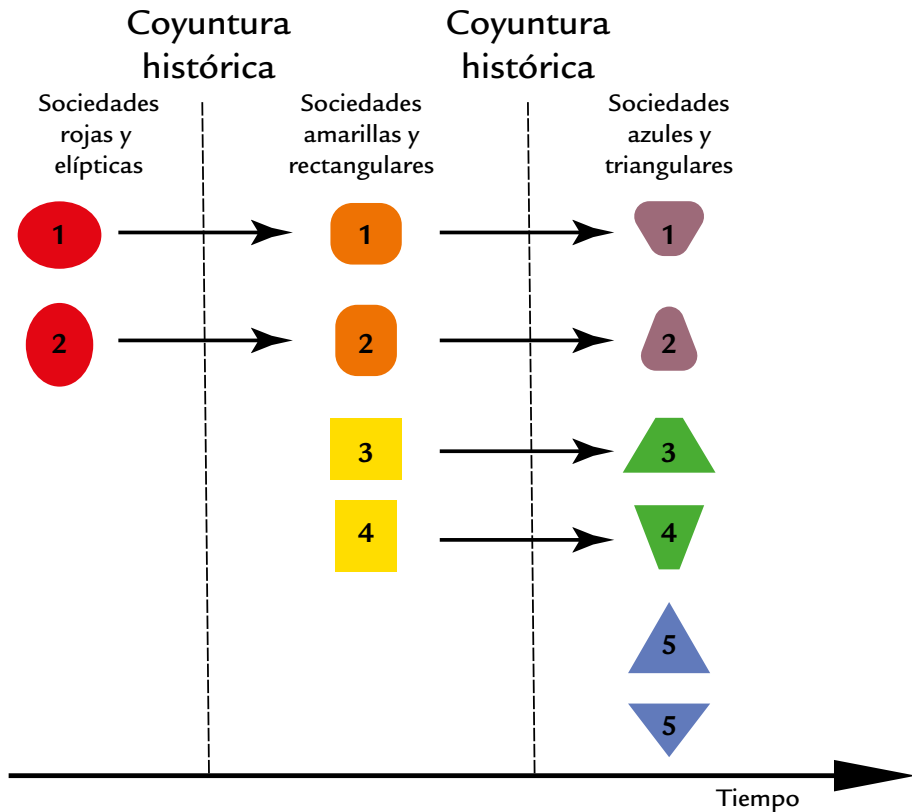 Coyuntura
histórica
Coyuntura
histórica
Sociedades
rojas y
elípticas
Sociedades
amarillas y
rectangulares
Sociedades
azules y
triangulares
1
1
1
2
2
2
3
3
4
4
5
5
Tiempo